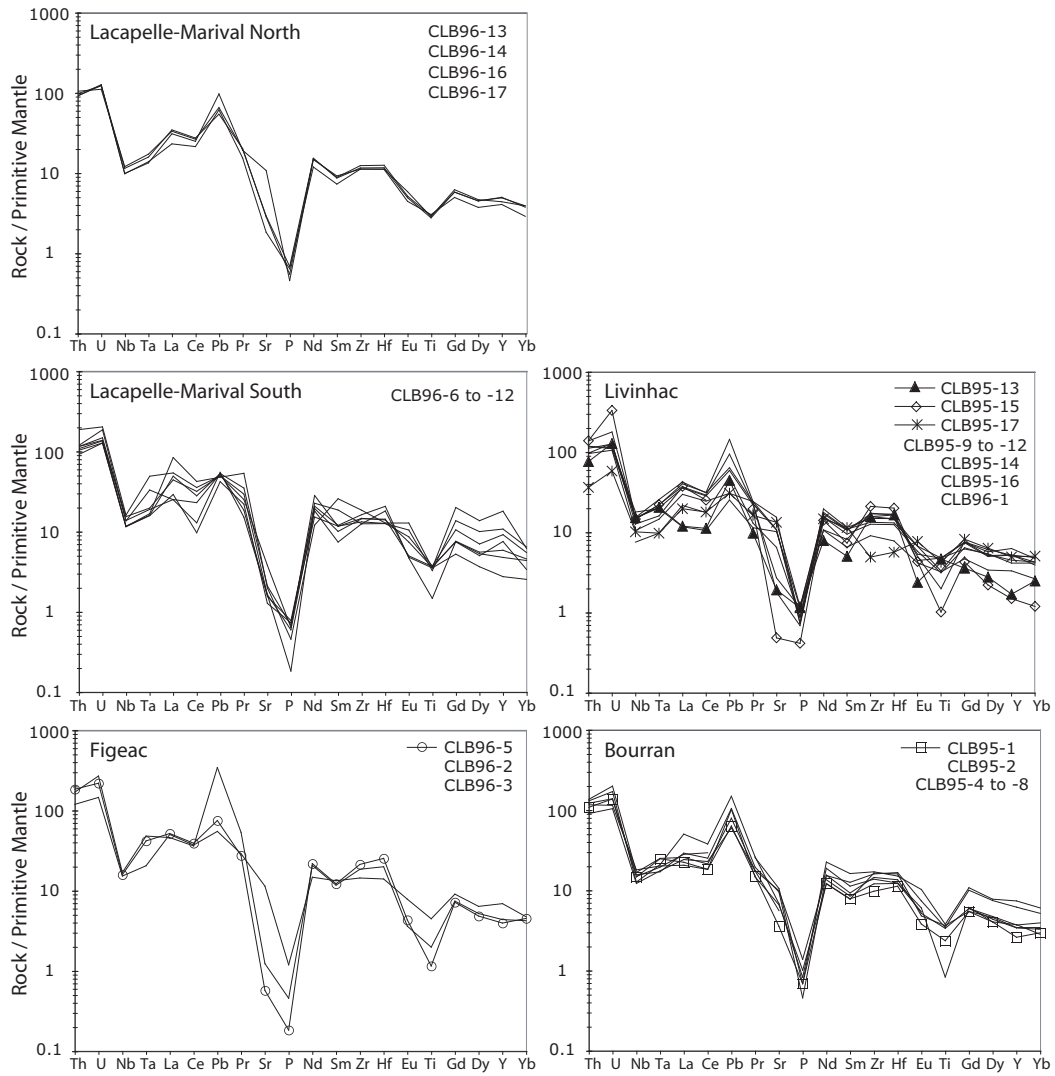 Lacapelle-Marival North
CLB96-13
CLB96-14
CLB96-16
CLB96-17
Rock / Primitive Mantle
1000
100
10
1
0.1
Th U Nb Ta La Ce Pb Pr Sr P Nd Sm Zr Hf Eu Ti Gd Dy Y Yb
Lacapelle-Marival South
CLB96-6 to -12
1000
100
10
1
0.1
Th U Nb Ta La Ce Pb Pr Sr P Nd Sm Zr Hf Eu Ti Gd Dy Y Yb
Livinhac
CLB95-13
CLB95-15
CLB95-17
CLB95-9 to -12
CLB95-14
CLB95-16
CLB96-1
1000
100
10
1
0.1
Th U Nb Ta La Ce Pb Pr Sr P Nd Sm Zr Hf Eu Ti Gd Dy Y Yb
Figeac
CLB96-5
CLB96-2
CLB96-3
Rock / Primitive Mantle
1000
100
10
1
0.1
Th U Nb Ta La Ce Pb Pr Sr P Nd Sm Zr Hf Eu Ti Gd Dy Y Yb
Bourran
CLB95-1
CLB95-2
CLB95-4 to -8
1000
100
10
1
0.1
Th U Nb Ta La Ce Pb Pr Sr P Nd Sm Zr Hf Eu Ti Gd Dy Y Yb